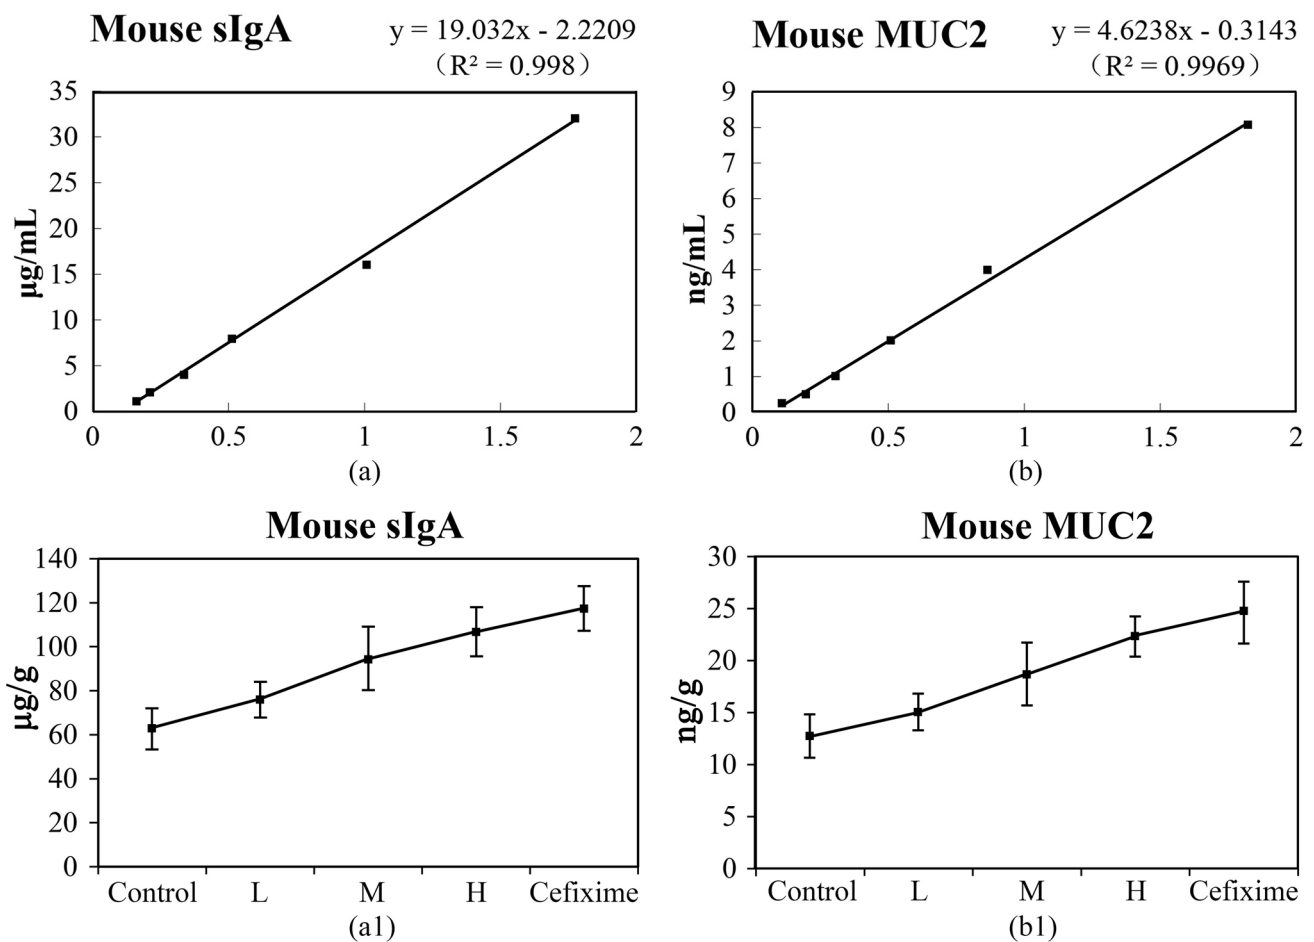 Mouse sIgA
y = 19.032x - 2.2209
（R² = 0.998）
µg/mL
35
30
25
20
15
10
5
0
0 0.5 1 1.5 2
(a)
Mouse MUC2
y = 4.6238x - 0.3143
（R² = 0.9969）
ng/mL
9
8
7
6
5
4
3
2
1
0
0 0.5 1 1.5 2
(b)
Mouse sIgA
µg/g
140
120
100
80
60
40
20
0
Control L M H Cefixime
(a1)
Mouse MUC2
ng/g
30
25
20
15
10
5
0
Control L M H Cefixime
(b1)